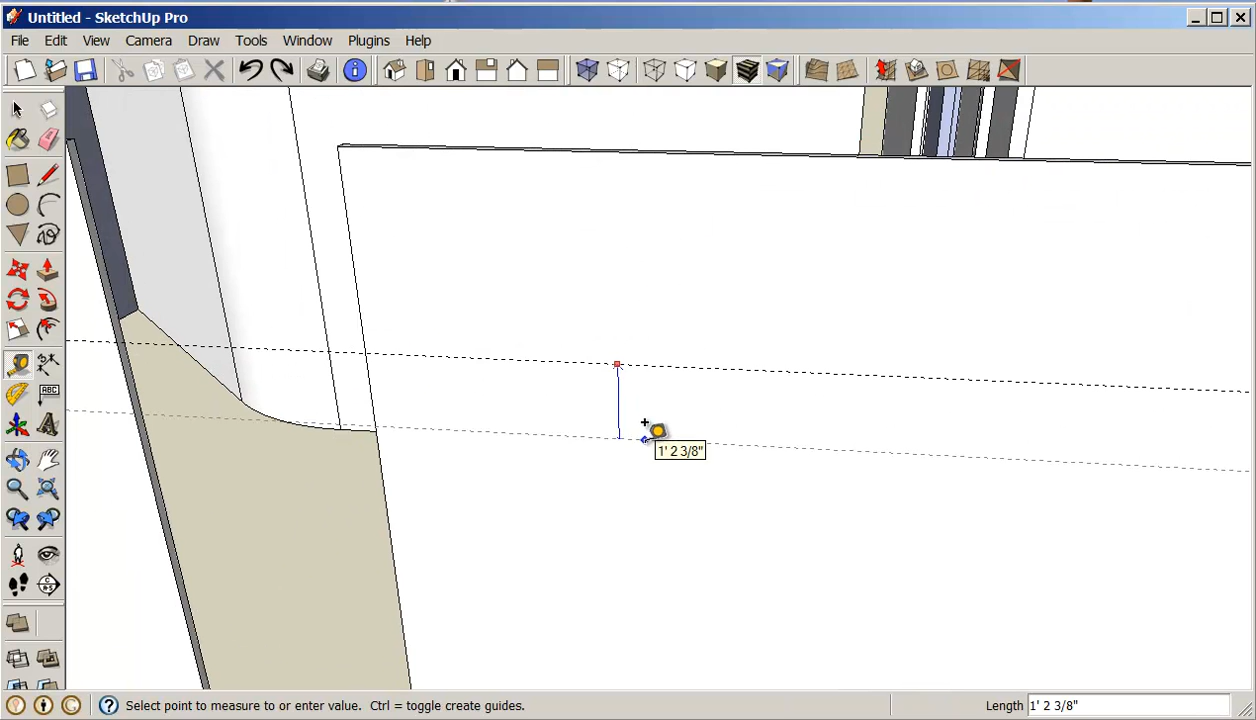 Untitled - SketchUp Pro
File Edit View Camera Draw Tools Window Plugins Help
ABC
1' 2 3/8"
Select point to measure to or enter value. Ctrl = toggle create guides. Length 1' 2 3/8"